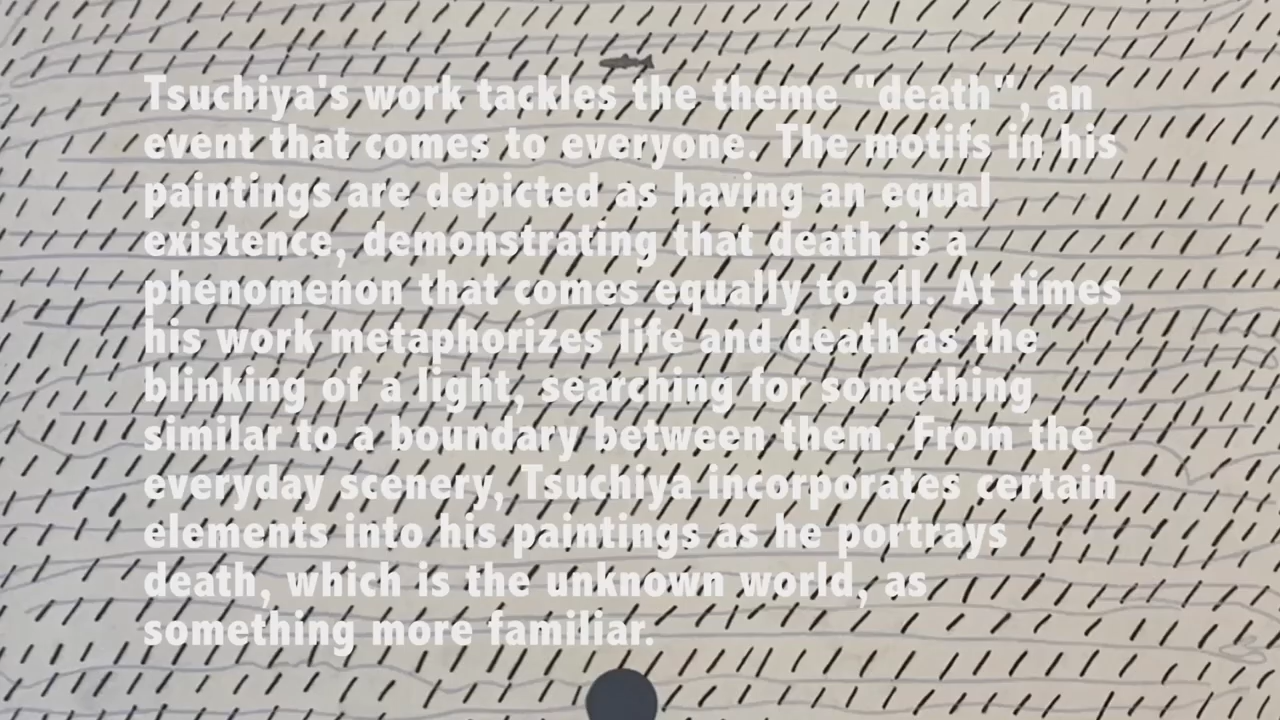 Tsuchiya's work tackles the theme "death", an
event that comes to everyone. The motifs in his
paintings are depicted as having an equal
existence, demonstrating that death is a
phenomenon that comes equally to all. At times
his work metaphorizes life and death as the
blinking of a light, searching for something
similar to a boundary between them. From the
everyday scenery, Tsuchiya incorporates certain
elements into his paintings as he portrays
death, which is the unknown world, as
something more familiar.